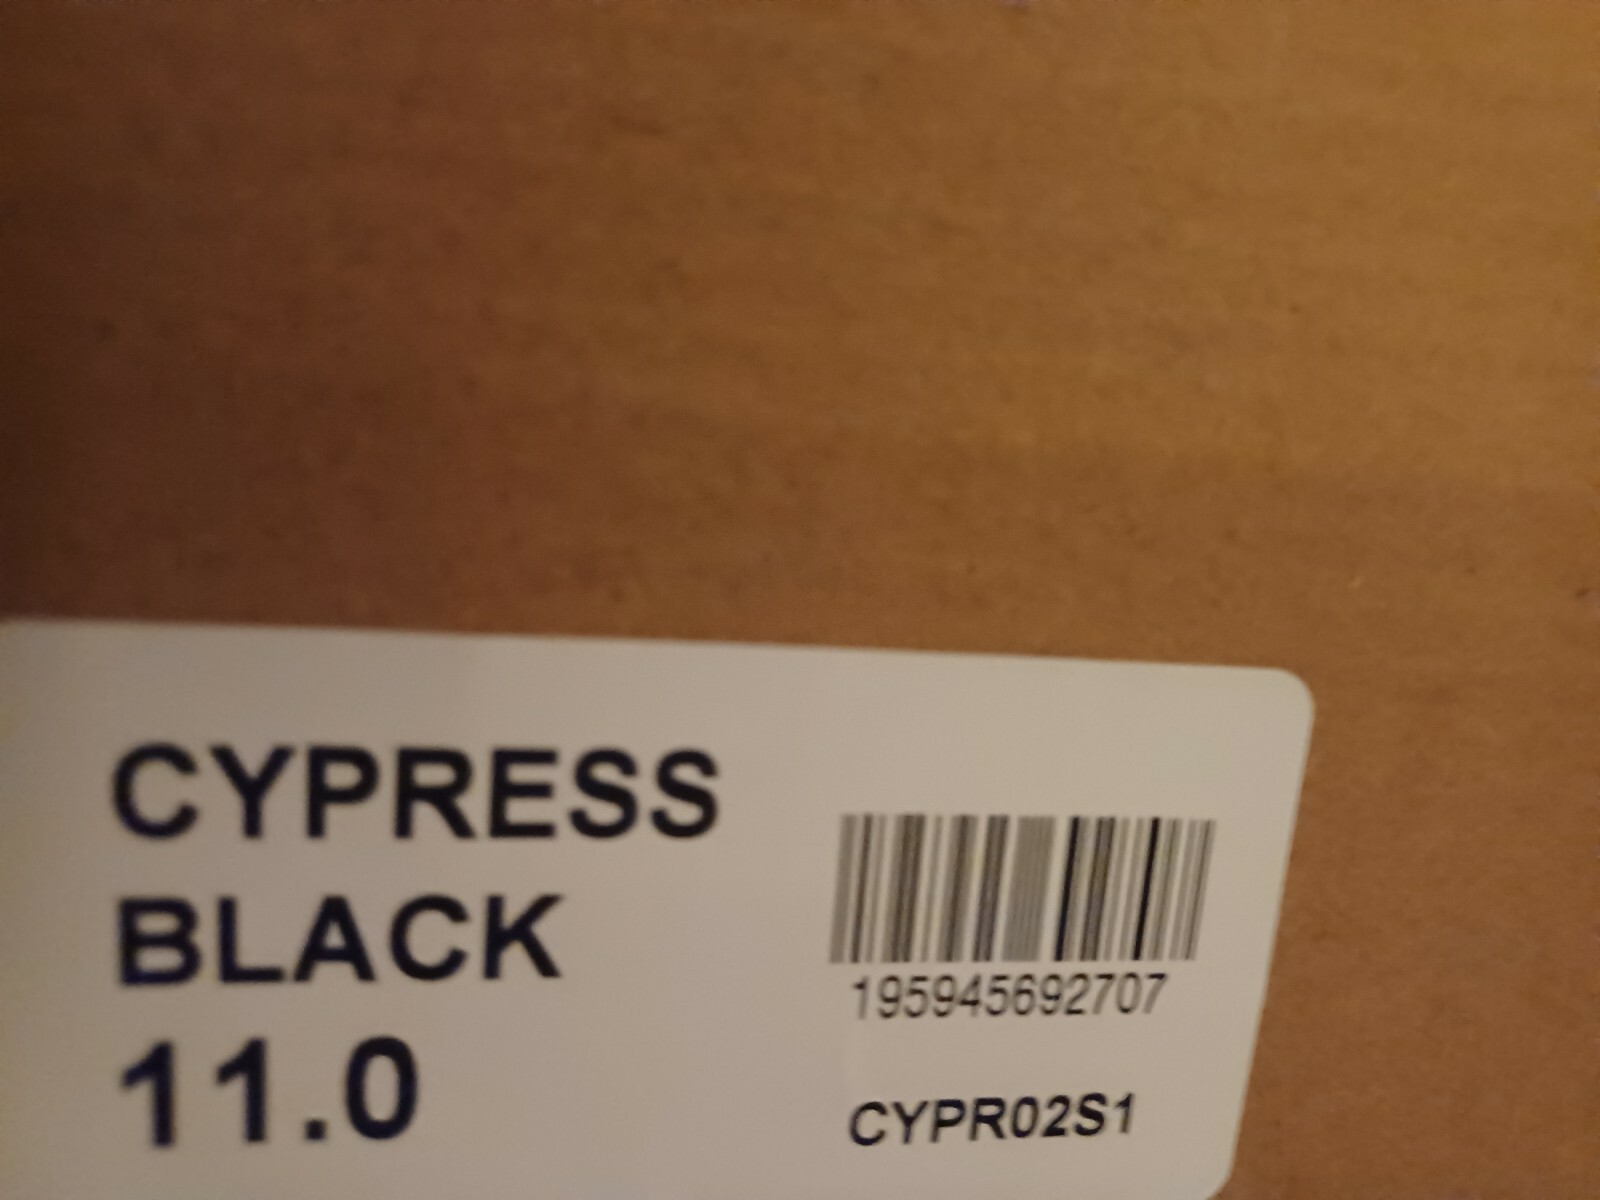 CYPRESS
BLACK
11.0
195945692707
CYPR02S1